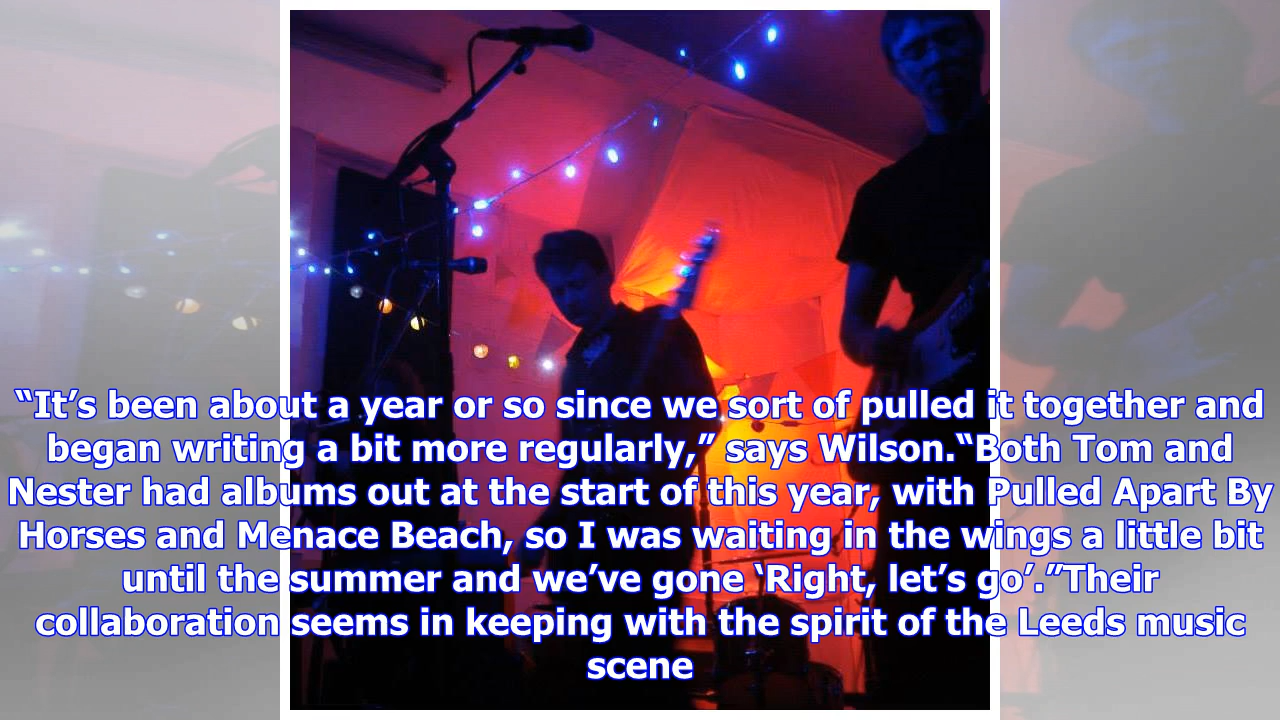 “It’s been about a year or so since we sort of pulled it together and
began writing a bit more regularly,” says Wilson.“Both Tom and
Nester had albums out at the start of this year, with Pulled Apart By
Horses and Menace Beach, so I was waiting in the wings a little bit
until the summer and we’ve gone ‘Right, let’s go’.”Their
collaboration seems in keeping with the spirit of the Leeds music
scene